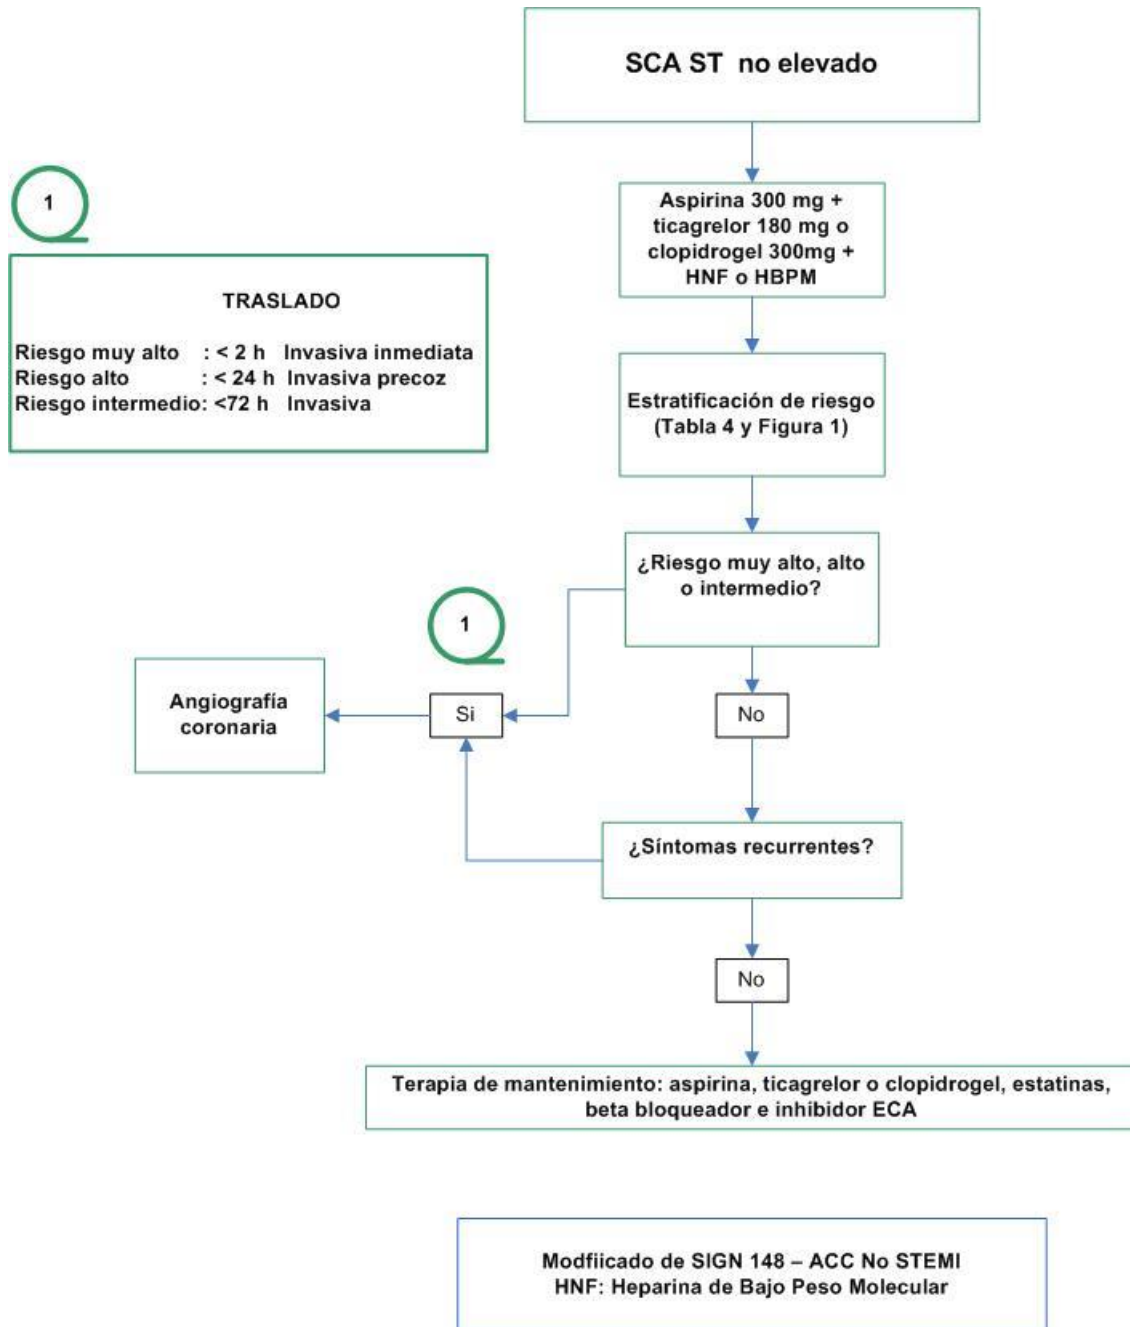 SCA ST no elevado
Aspirina 300 mg +
ticagrelor 180 mg o
clopidrogel 300mg +
HNF o HBPM
1
TRASLADO
Riesgo muy alto : < 2 h Invasiva inmediata
Riesgo alto : < 24 h Invasiva precoz
Riesgo intermedio: <72 h Invasiva
Estratificación de riesgo
(Tabla 4 y Figura 1)
¿Riesgo muy alto, alto
o intermedio?
1
Angiografía
coronaria
Si
No
¿Síntomas recurrentes?
No
Terapia de mantenimiento: aspirina, ticagrelor o clopidrogel, estatinas,
beta bloqueador e inhibidor ECA
Modfiicado de SIGN 148 – ACC No STEMI
HNF: Heparina de Bajo Peso Molecular